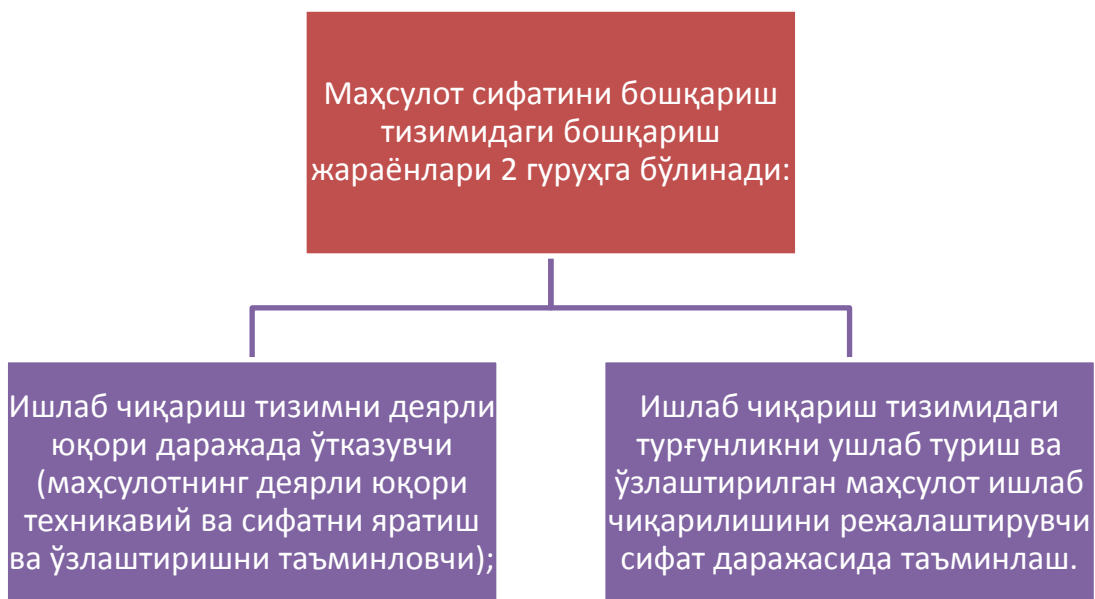 Маҳсулот сифатини бошқариш
тизимидаги бошқариш
жараёнлари 2 гуруҳга бўлинади:
Ишлаб чиқариш тизимни деярли
юқори даражада ўтказувчи
(маҳсулотнинг деярли юқори
техникавий ва сифатни яратиш
ва ўзлаштиришни таъминловчи);
Ишлаб чиқариш тизимидаги
турғунликни ушлаб туриш ва
ўзлаштирилган маҳсулот ишлаб
чиқарилишини режалаштирувчи
сифат даражасида таъминлаш.